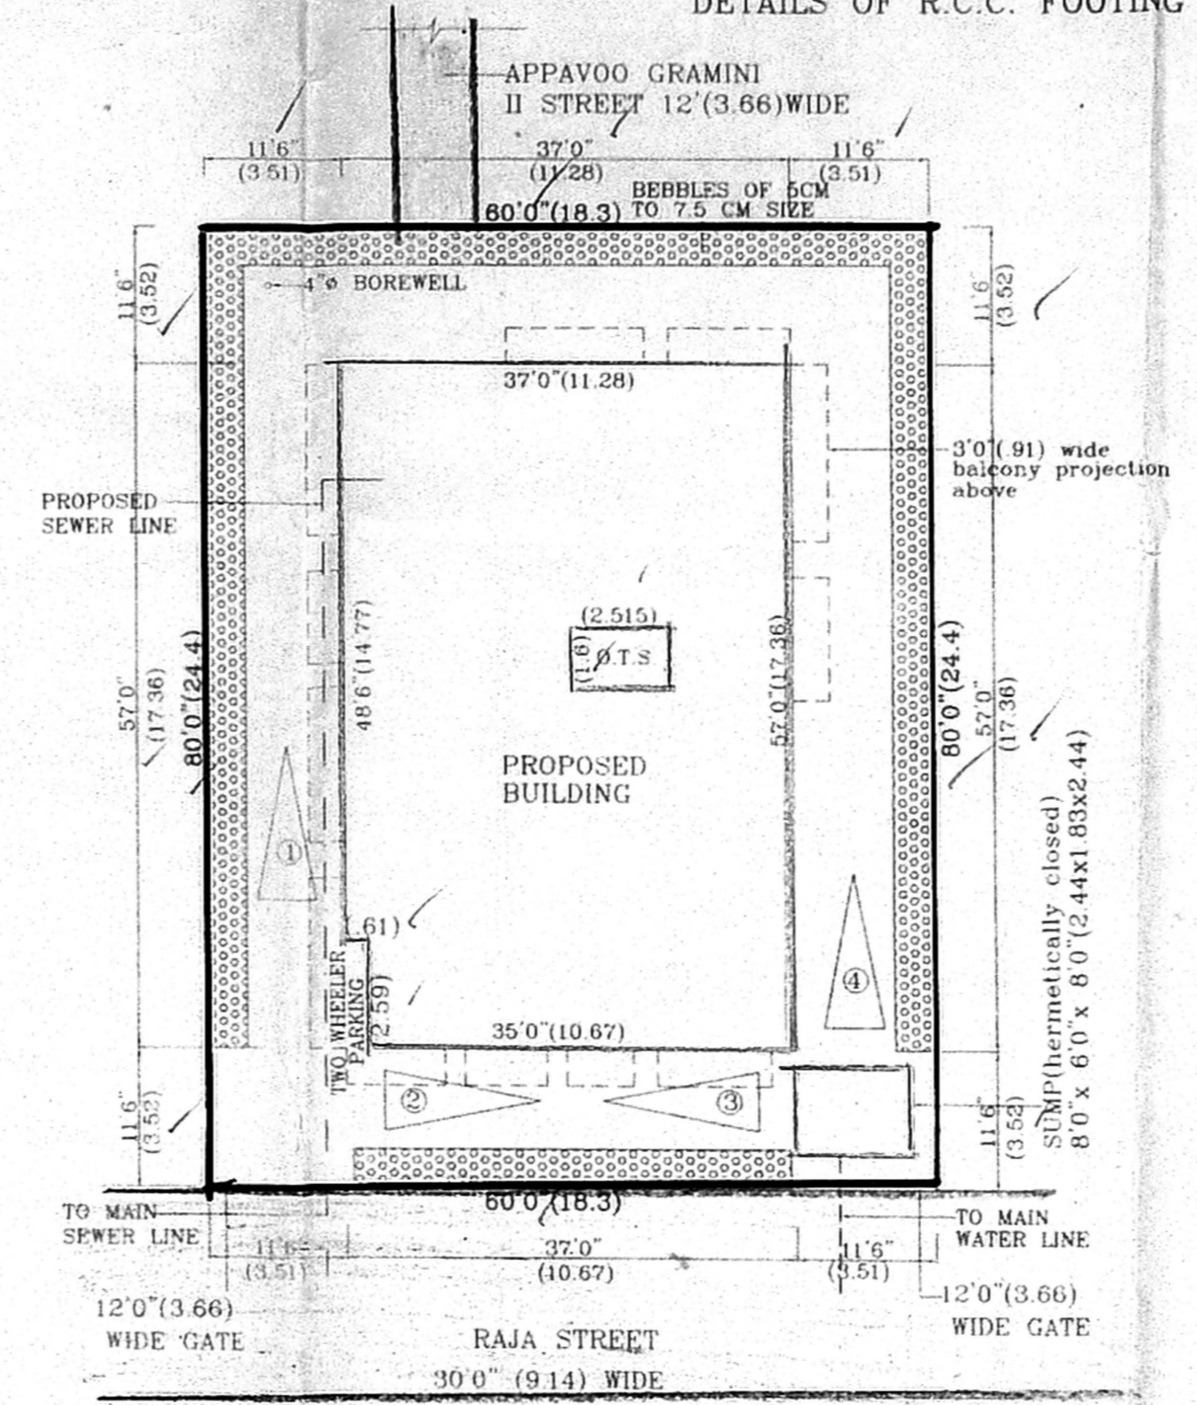 DETAILS OF R.C.C. FOOTING
APPAVOO GRAMINI
II STREET 12'(3.66)WIDE
11'6"
(3.51)
37'0"
(11.28)
11'6"
(3.51)
BEBBLES OF 5CM
TO 7.5 CM SIZE
60'0"(18.3)
4"ø BOREWELL
11'6"
(3.52)
11'6"
(3.52)
37'0"(11.28)
3'0"(.91) wide
balcony projection
above
PROPOSED
SEWER LINE
(2.515)
(1.6)
O.T.S
48'6"(14.77)
57'0"(17.36)
80'0"(24.4)
57'0"
(17.36)
80'0"(24.4)
57'0"
(17.36)
PROPOSED
BUILDING
1
(.61)
(2.59)
TWO WHEELER
PARKING
4
35'0"(10.67)
2
3
SUMP(hermetically closed)
8'0"x 6'0"x 8'0"(2.44x1.83x2.44)
11'6"
(3.52)
11'6"
(3.52)
60'0"(18.3)
TO MAIN
SEWER LINE
TO MAIN
WATER LINE
11'6"
(3.51)
37'0"
(10.67)
11'6"
(3.51)
12'0"(3.66)
WIDE GATE
12'0"(3.66)
WIDE GATE
RAJA STREET
30'0" (9.14) WIDE